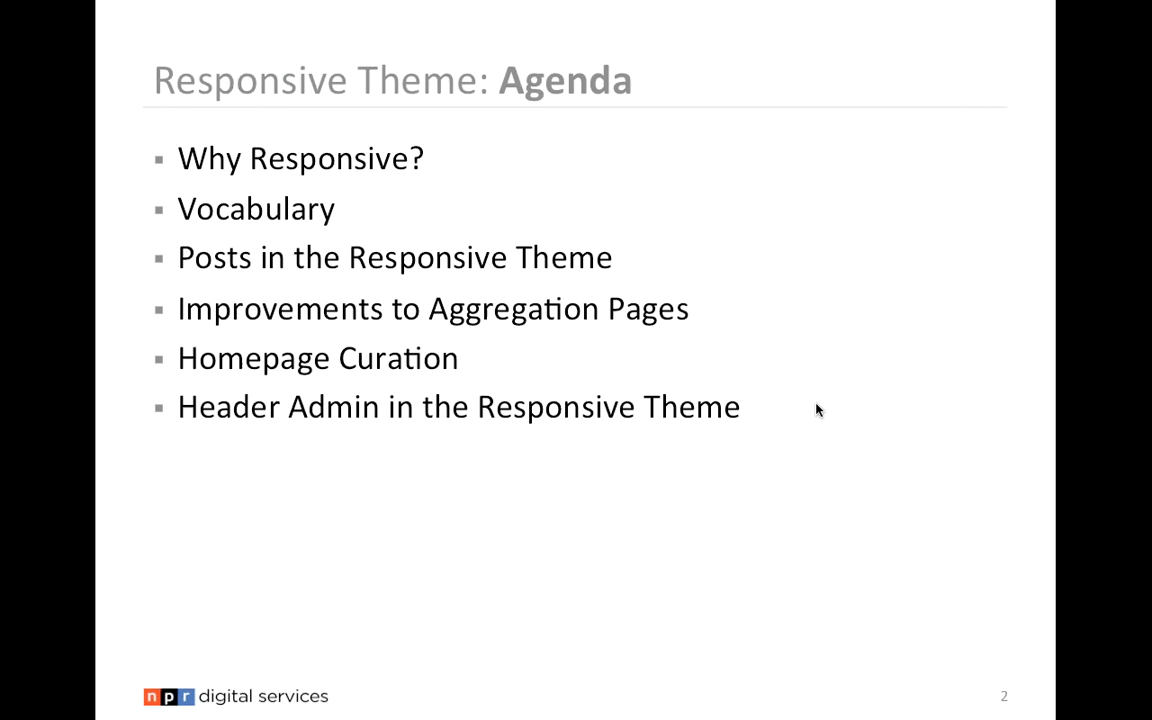 Responsive Theme: Agenda
Why Responsive?
Vocabulary
Posts in the Responsive Theme
Improvements to Aggregation Pages
Homepage Curation
Header Admin in the Responsive Theme
npr digital services
2